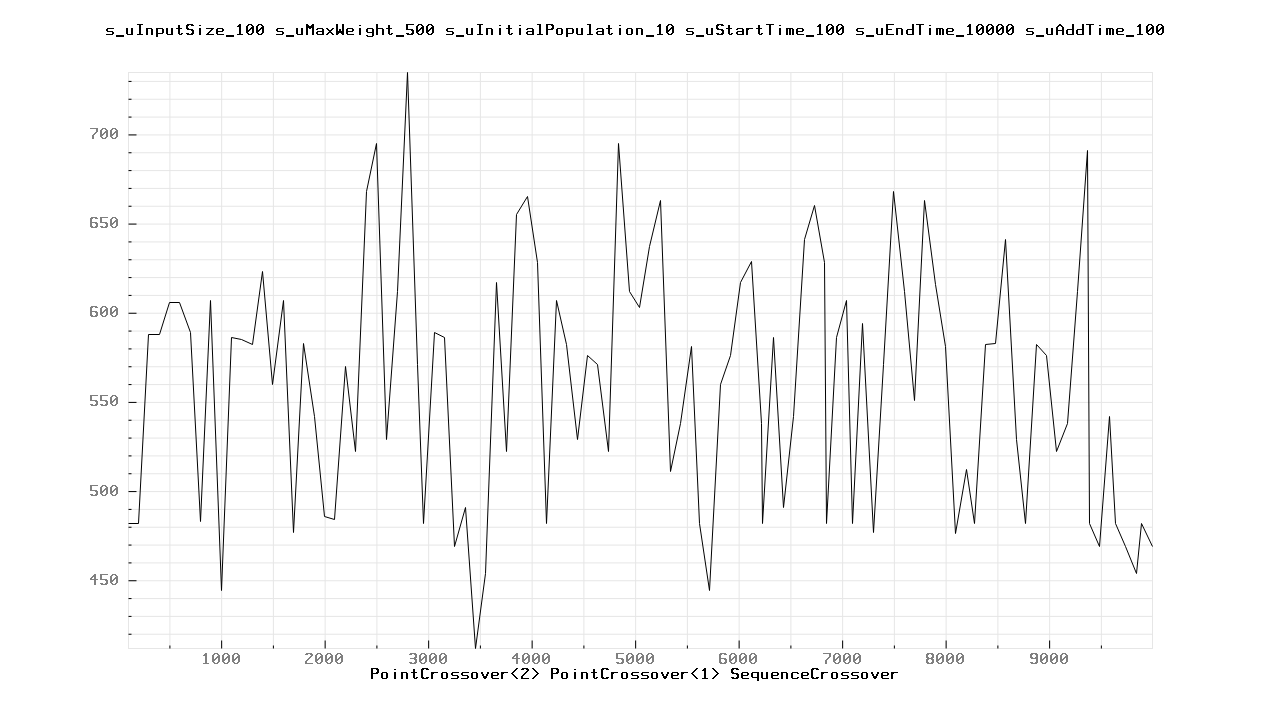 s_uInputSize_100 s_uMaxWeight_500 s_uInitialPopulation_10 s_uStartTime_100 s_uEndTime_10000 s_uAddTime_100
700
650
600
550
500
450
1000 2000 3000 4000 5000 6000 7000 8000 9000
PointCrossover<2> PointCrossover<1> SequenceCrossover